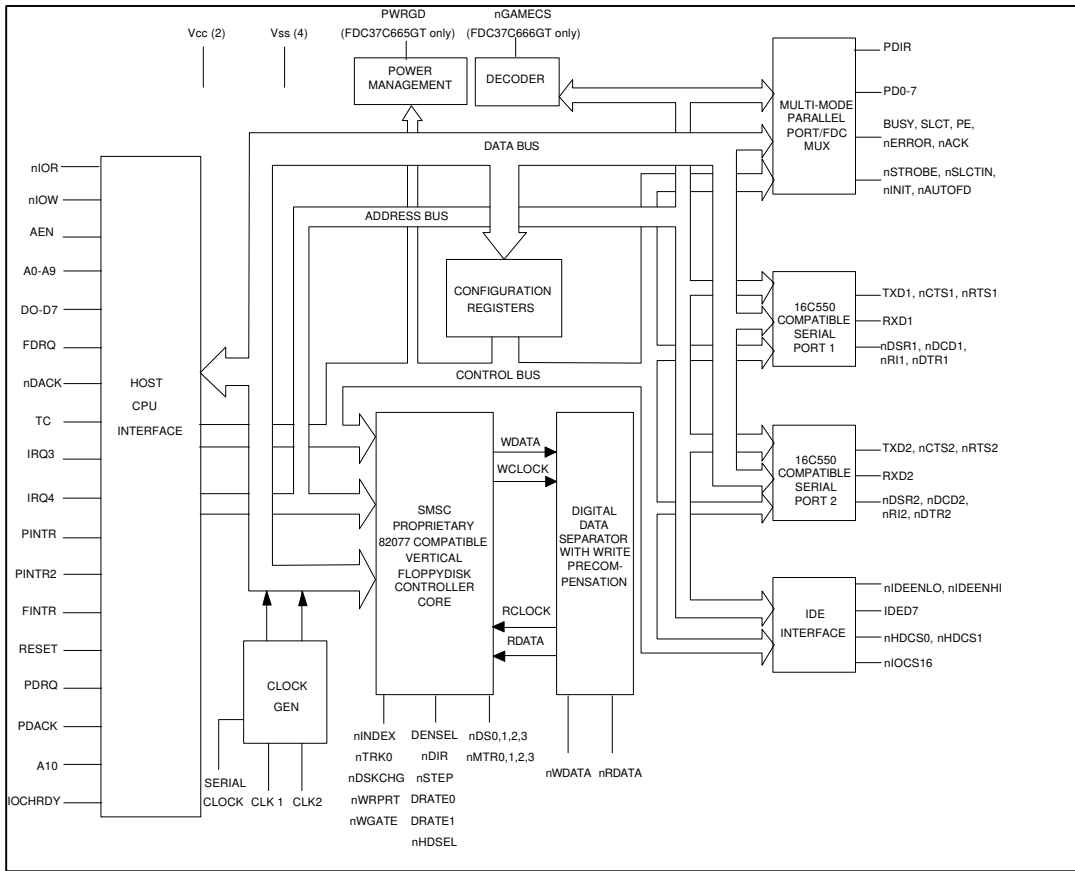 PWRGD
(FDC37C665GT only)
nGAMECS
(FDC37C666GT only)
Vcc (2)
Vss (4)
POWER
MANAGEMENT
DECODER
MULTI-MODE
PARALLEL
PORT/FDC
MUX
PDIR
PD0-7
BUSY, SLCT, PE,
nERROR, nACK
nSTROBE, nSLCTIN,
nINIT, nAUTOFD
DATA BUS
ADDRESS BUS
CONFIGURATION
REGISTERS
CONTROL BUS
nIOR
nIOW
AEN
A0-A9
DO-D7
FDRQ
nDACK
TC
IRQ3
IRQ4
PINTR
PINTR2
FINTR
RESET
PDRQ
PDACK
A10
IOCHRDY
HOST
CPU
INTERFACE
16C550
COMPATIBLE
SERIAL
PORT 1
TXD1, nCTS1, nRTS1
RXD1
nDSR1, nDCD1,
nRI1, nDTR1
16C550
COMPATIBLE
SERIAL
PORT 2
TXD2, nCTS2, nRTS2
RXD2
nDSR2, nDCD2,
nRI2, nDTR2
IDE
INTERFACE
nIDEENLO, nIDEENHI
IDED7
nHDCS0, nHDCS1
nIOCS16
SMSC
PROPRIETARY
82077 COMPATIBLE
VERTICAL
FLOPPYDISK
CONTROLLER
CORE
WDATA
WCLOCK
RCLOCK
RDATA
DIGITAL
DATA
SEPARATOR
WITH WRITE
PRECOM-
PENSATION
CLOCK
GEN
SERIAL
CLOCK
CLK 1
CLK2
nINDEX
nTRK0
nDSKCHG
nWRPRT
nWGATE
DENSEL
nDIR
nSTEP
DRATE0
DRATE1
nHDSEL
nDS0,1,2,3
nMTR0,1,2,3
nWDATA
nRDATA